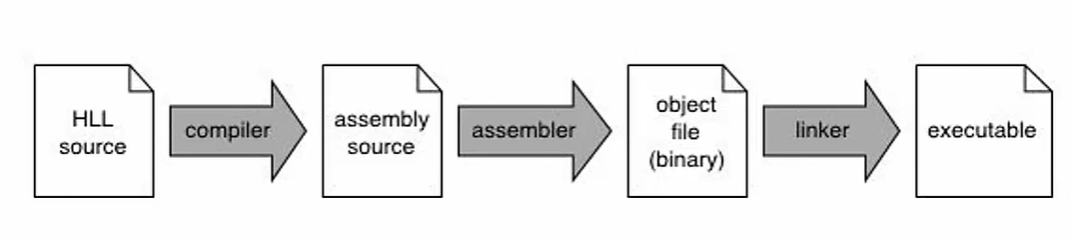 HLL
source
compiler
assembly
source
assembler
object
file
(binary)
linker
executable